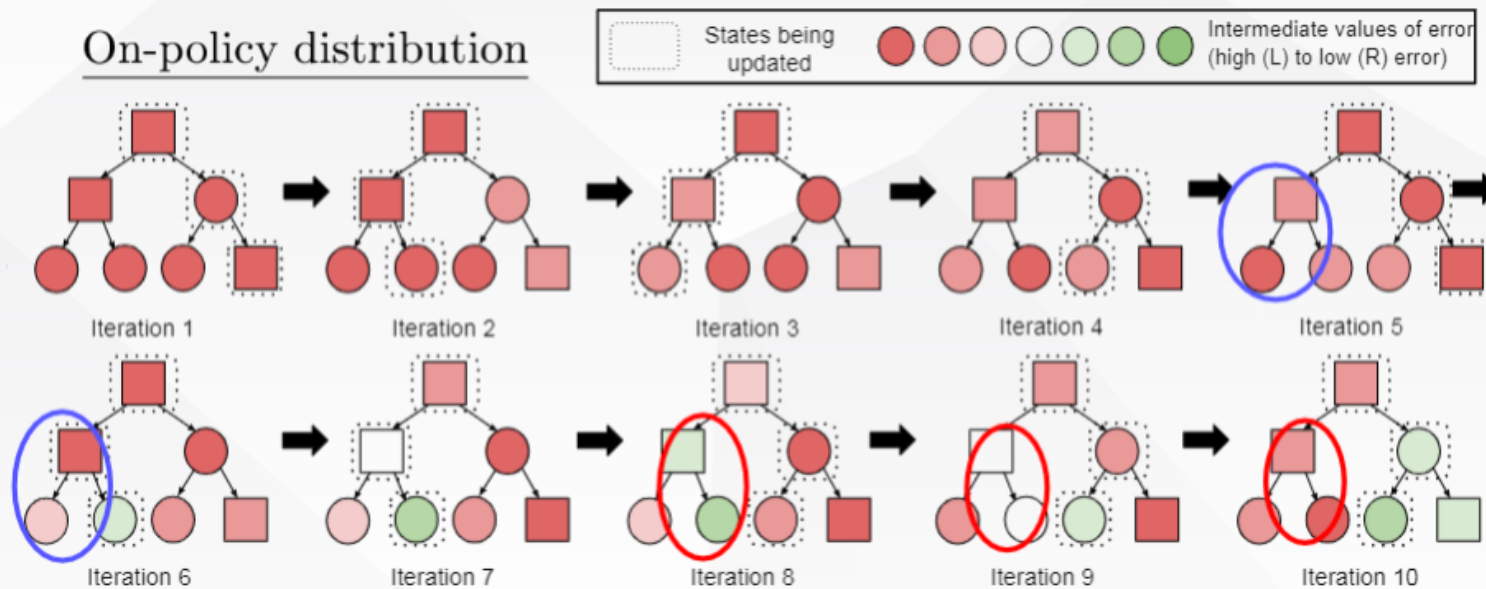 On-policy distribution
States being
updated
Intermediate values of error
(high (L) to low (R) error)
Iteration 1
Iteration 2
Iteration 3
Iteration 4
Iteration 5
Iteration 6
Iteration 7
Iteration 8
Iteration 9
Iteration 10